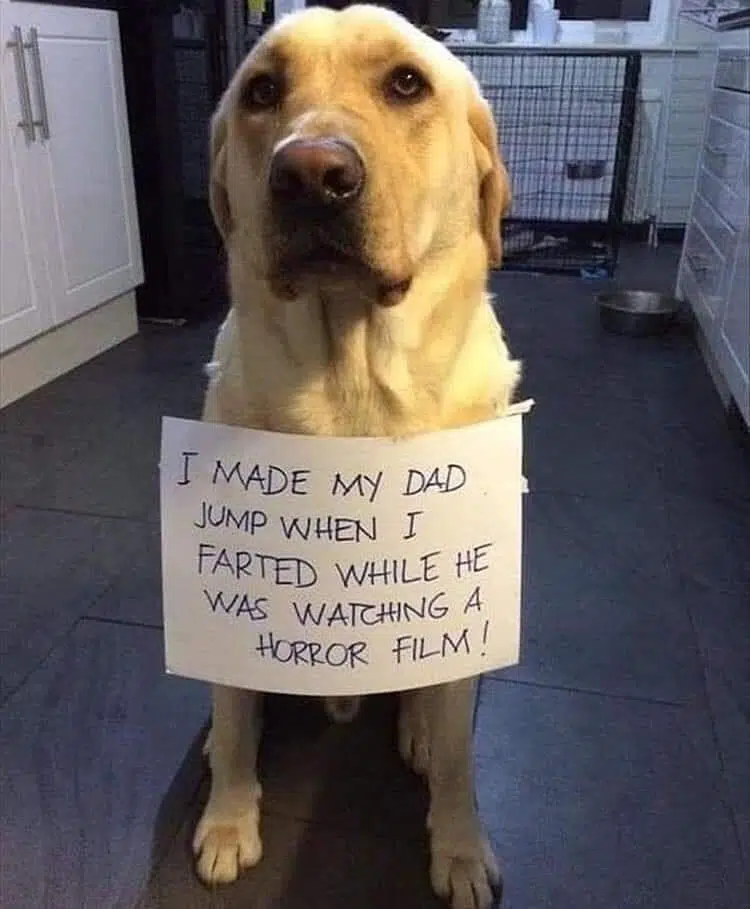 I MADE MY DAD
JUMP WHEN I
FARTED WHILE HE
WAS WATCHING A
HORROR FILM!